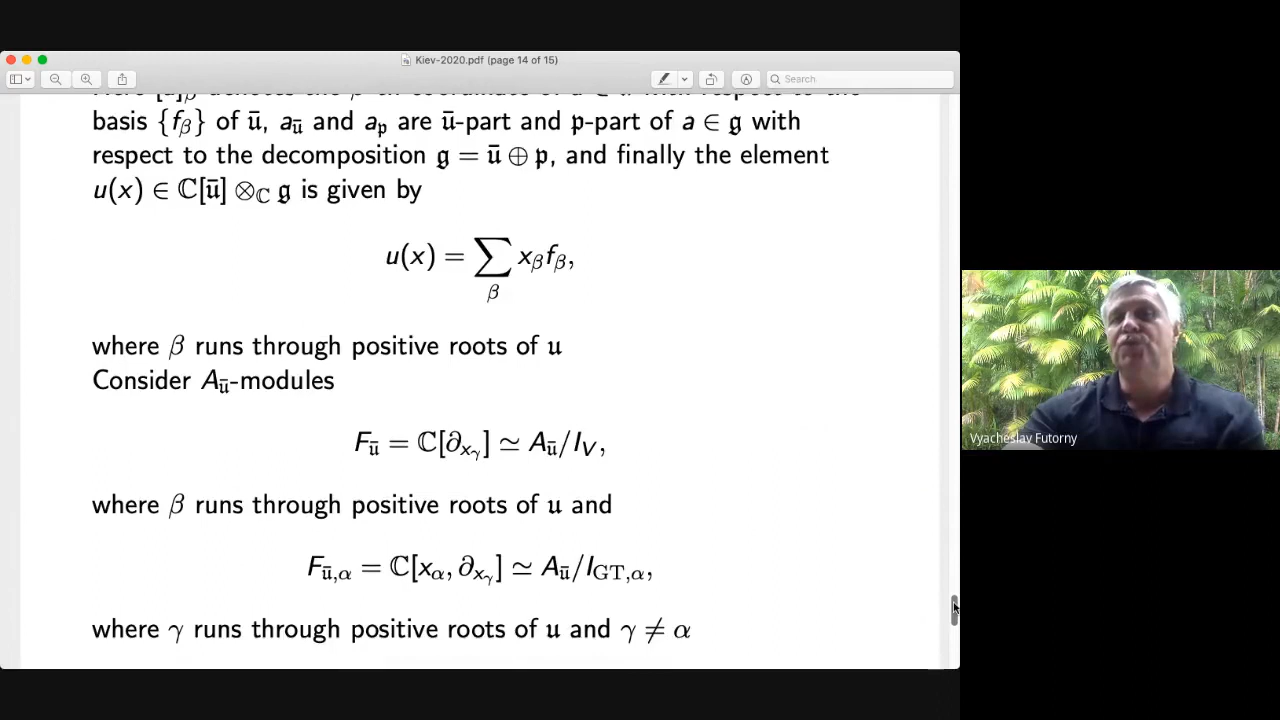 Kiev-2020.pdf (page 14 of 15)
Search
basis {f_β} of ū, a_ū and a_𝔭 are ū-part and 𝔭-part of a ∈ 𝔤 with
respect to the decomposition 𝔤 = ū ⊕ 𝔭, and finally the element
u(x) ∈ ℂ[ū] ⊗_ℂ 𝔤 is given by
u(x) = ∑_β x_β f_β,
where β runs through positive roots of 𝔲
Consider A_ū-modules
F_ū = ℂ[∂_{x_γ}] ≃ A_ū/I_V,
where β runs through positive roots of 𝔲 and
F_{ū,α} = ℂ[x_α, ∂_{x_γ}] ≃ A_ū/I_{GT,α},
where γ runs through positive roots of 𝔲 and γ ≠ α
Vyacheslav Futorny